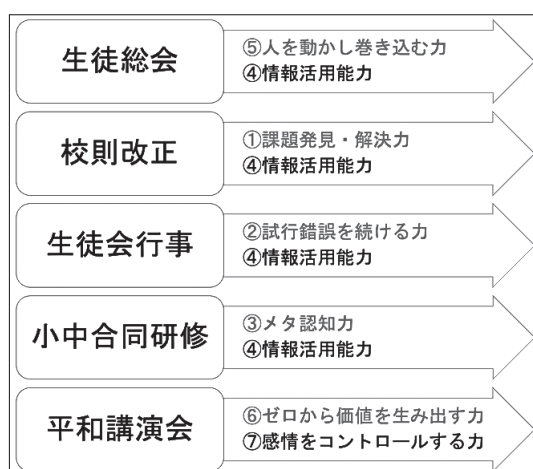 生徒総会
⑤人を動かし巻き込む力
④情報活用能力
校則改正
①課題発見・解決力
④情報活用能力
生徒会行事
②試行錯誤を続ける力
④情報活用能力
小中合同研修
③メタ認知力
④情報活用能力
平和講演会
⑥ゼロから価値を生み出す力
⑦感情をコントロールする力